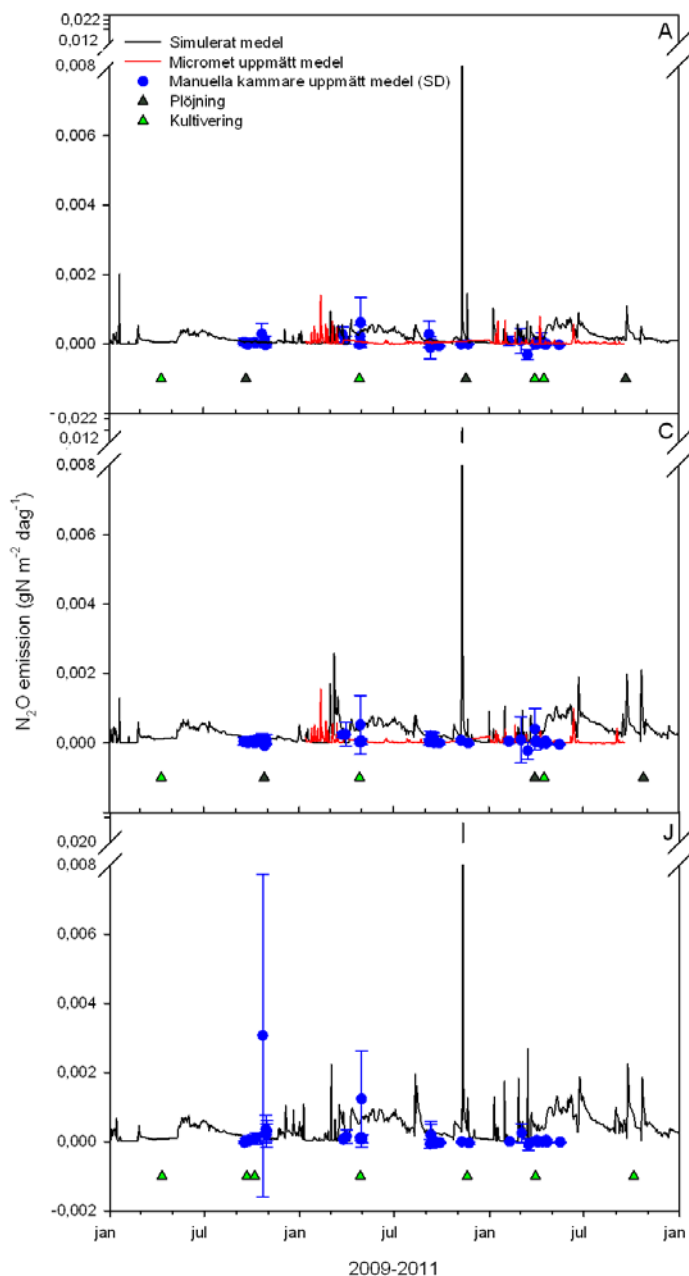 0,022
0,012
A
Simulerat medel
Micromet uppmätt medel
Manuella kammare uppmätt medel (SD)
Plöjning
Kultivering
0,008
0,006
0,004
0,002
0,000
0,022
0,012
C
0,008
0,006
0,004
0,002
0,000
N₂O emission (gN m⁻² dag⁻¹)
0,020
J
0,008
0,006
0,004
0,002
0,000
-0,002
jan jul jan jul jan jul jan
2009-2011